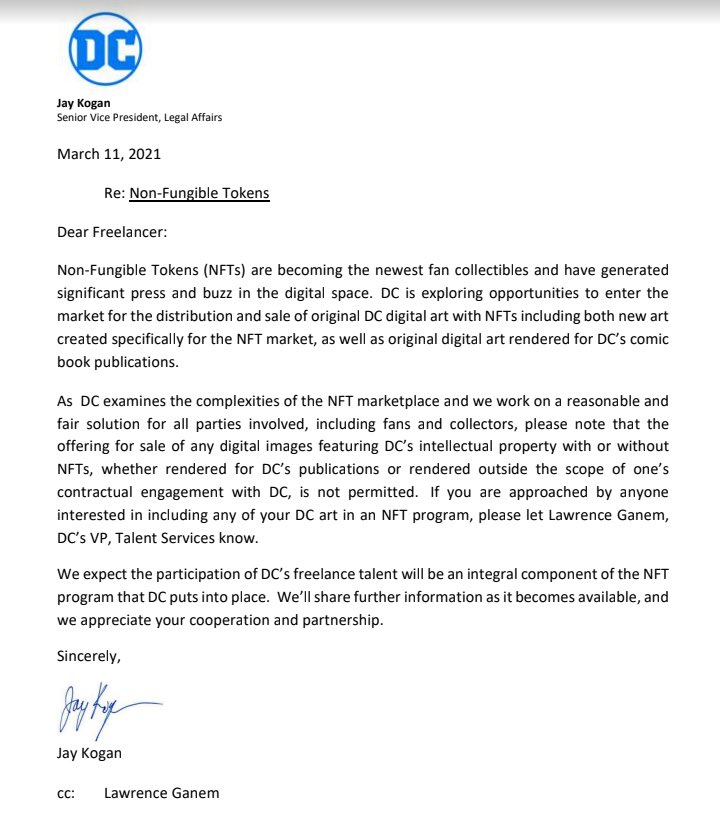 DC
Jay Kogan
Senior Vice President, Legal Affairs
March 11, 2021
Re: Non-Fungible Tokens
Dear Freelancer:
Non-Fungible Tokens (NFTs) are becoming the newest fan collectibles and have generated
significant press and buzz in the digital space. DC is exploring opportunities to enter the
market for the distribution and sale of original DC digital art with NFTs including both new art
created specifically for the NFT market, as well as original digital art rendered for DC’s comic
book publications.
As DC examines the complexities of the NFT marketplace and we work on a reasonable and
fair solution for all parties involved, including fans and collectors, please note that the
offering for sale of any digital images featuring DC’s intellectual property with or without
NFTs, whether rendered for DC’s publications or rendered outside the scope of one’s
contractual engagement with DC, is not permitted. If you are approached by anyone
interested in including any of your DC art in an NFT program, please let Lawrence Ganem,
DC’s VP, Talent Services know.
We expect the participation of DC’s freelance talent will be an integral component of the NFT
program that DC puts into place. We’ll share further information as it becomes available, and
we appreciate your cooperation and partnership.
Sincerely,
Jay Kogan
cc: Lawrence Ganem